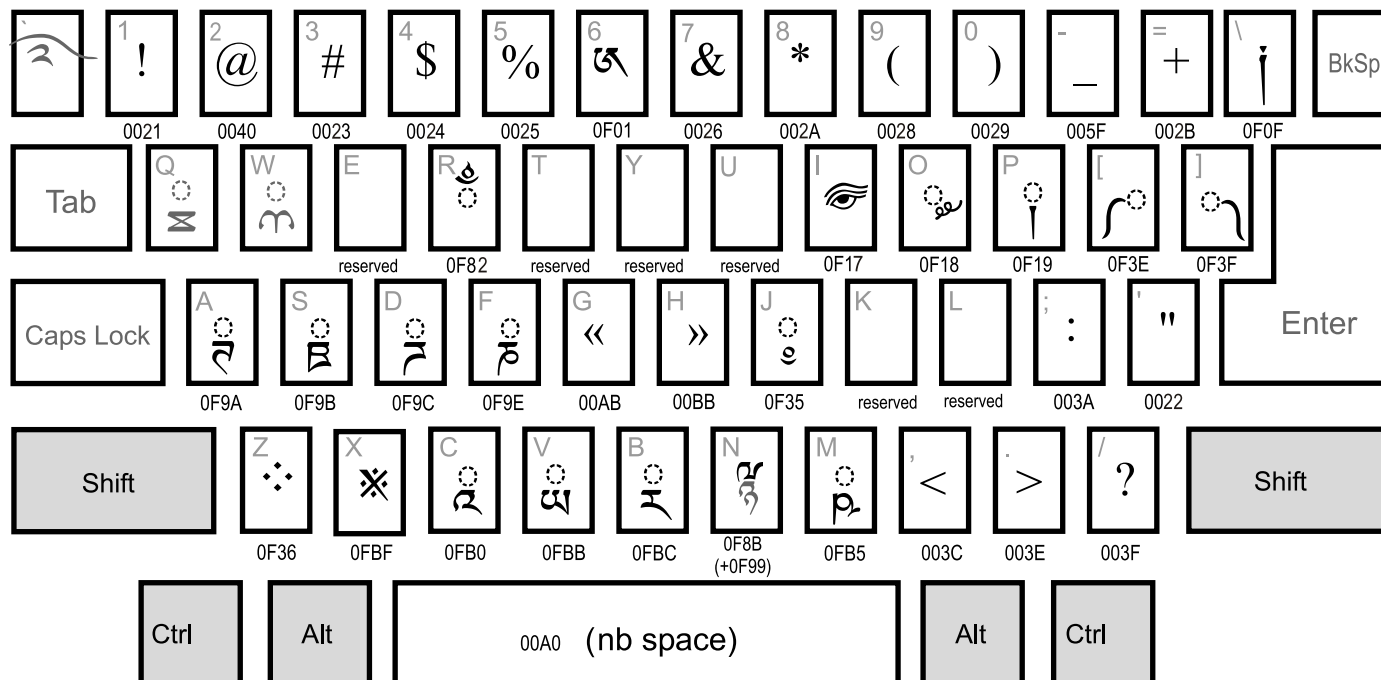 ` 1 ! 2 @ 3 # 4 $ 5 % 6 ༁ 7 & 8 * 9 ( 0 ) - _ = + \ ༏ BkSp
0021 0040 0023 0024 0025 0F01 0026 002A 0028 0029 005F 002B 0F0F
Tab Q W E R ྂ T Y U I ༗ O ༘ P ༙ [ ༾ ] ༿
reserved 0F82 reserved reserved reserved 0F17 0F18 0F19 0F3E 0F3F
Caps Lock A ྚ S ྛ D ྜ F ྞ G « H » J ༵ K L ; : ' " Enter
0F9A 0F9B 0F9C 0F9E 00AB 00BB 0F35 reserved reserved 003A 0022
Shift Z ༶ X ྿ C ྰ V ྻ B ྼ N ྋྙ M ྵ , < . > / ? Shift
0F36 0FBF 0FB0 0FBB 0FBC 0F8B 0FB5 003C 003E 003F
(+0F99)
Ctrl Alt 00A0 (nb space) Alt Ctrl